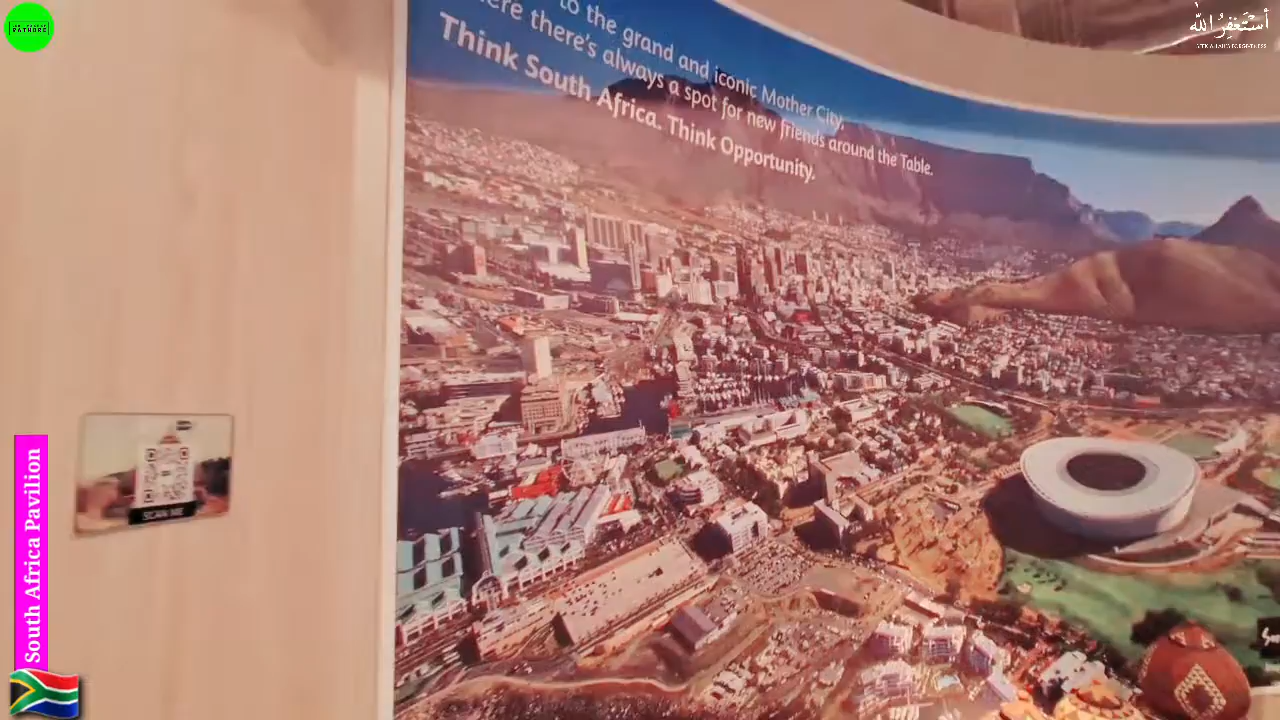 PATHORE
أستغفر الله
to the grand and iconic Mother City,
ere there's always a spot for new friends around the Table.
Think South Africa. Think Opportunity.
SCAN ME
South Africa Pavilion